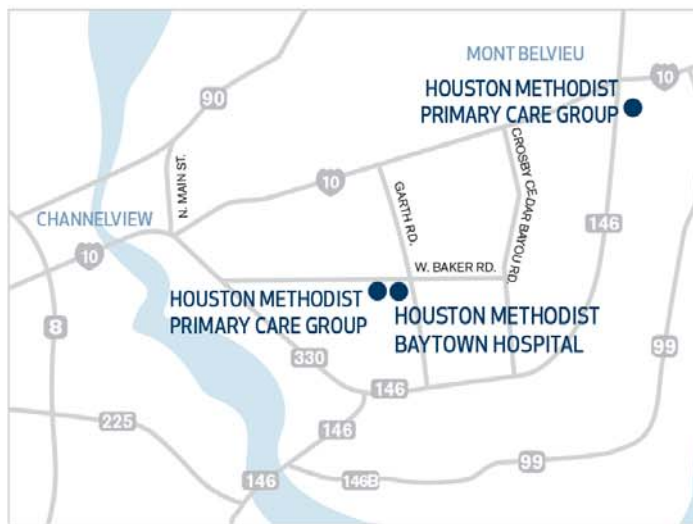 MONT BELVIEU
10
HOUSTON METHODIST
PRIMARY CARE GROUP
90
N. MAIN ST.
10
GARTH RD.
CROSBY CEDAR BAYOU RD.
CHANNELVIEW
146
10
W. BAKER RD.
HOUSTON METHODIST
PRIMARY CARE GROUP
HOUSTON METHODIST
BAYTOWN HOSPITAL
8
330
99
146
225
146
99
146
146B